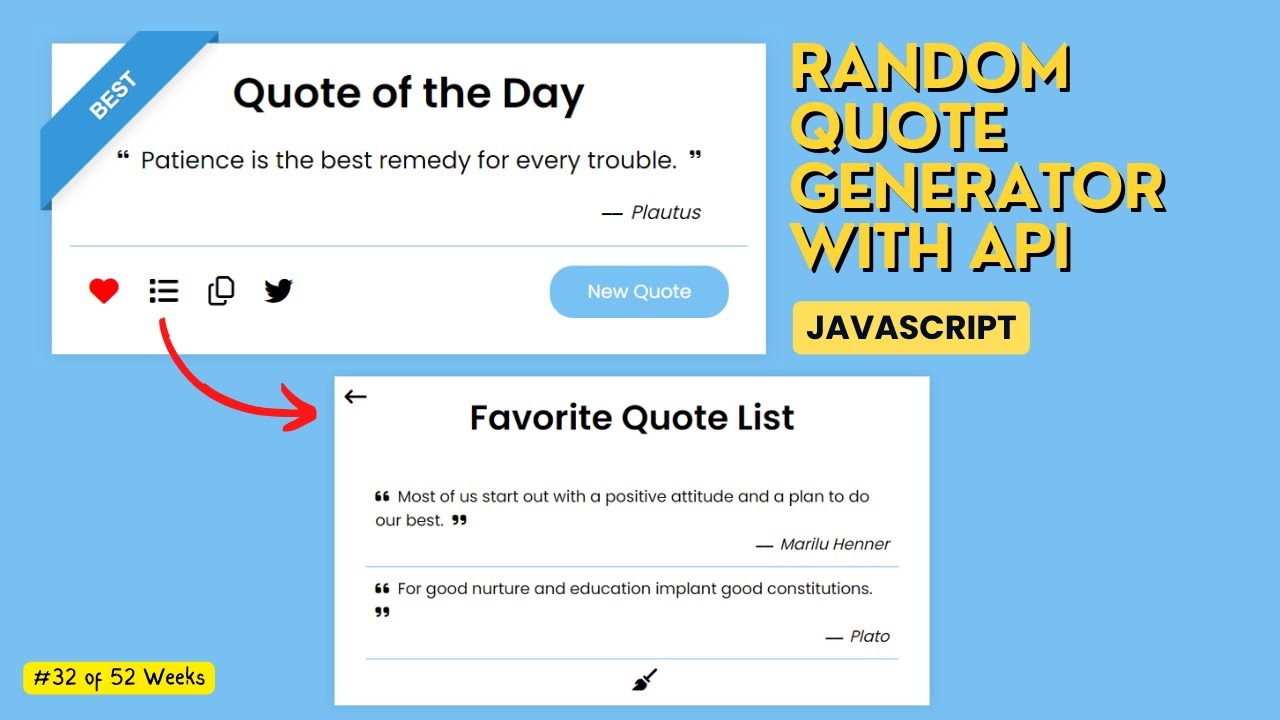 BEST
Quote of the Day
“ Patience is the best remedy for every trouble. ”
— Plautus
New Quote
RANDOM
QUOTE
GENERATOR
WITH API
JAVASCRIPT
Favorite Quote List
“ Most of us start out with a positive attitude and a plan to do
our best. ”
— Marilu Henner
“ For good nurture and education implant good constitutions.
”
— Plato
#32 of 52 Weeks